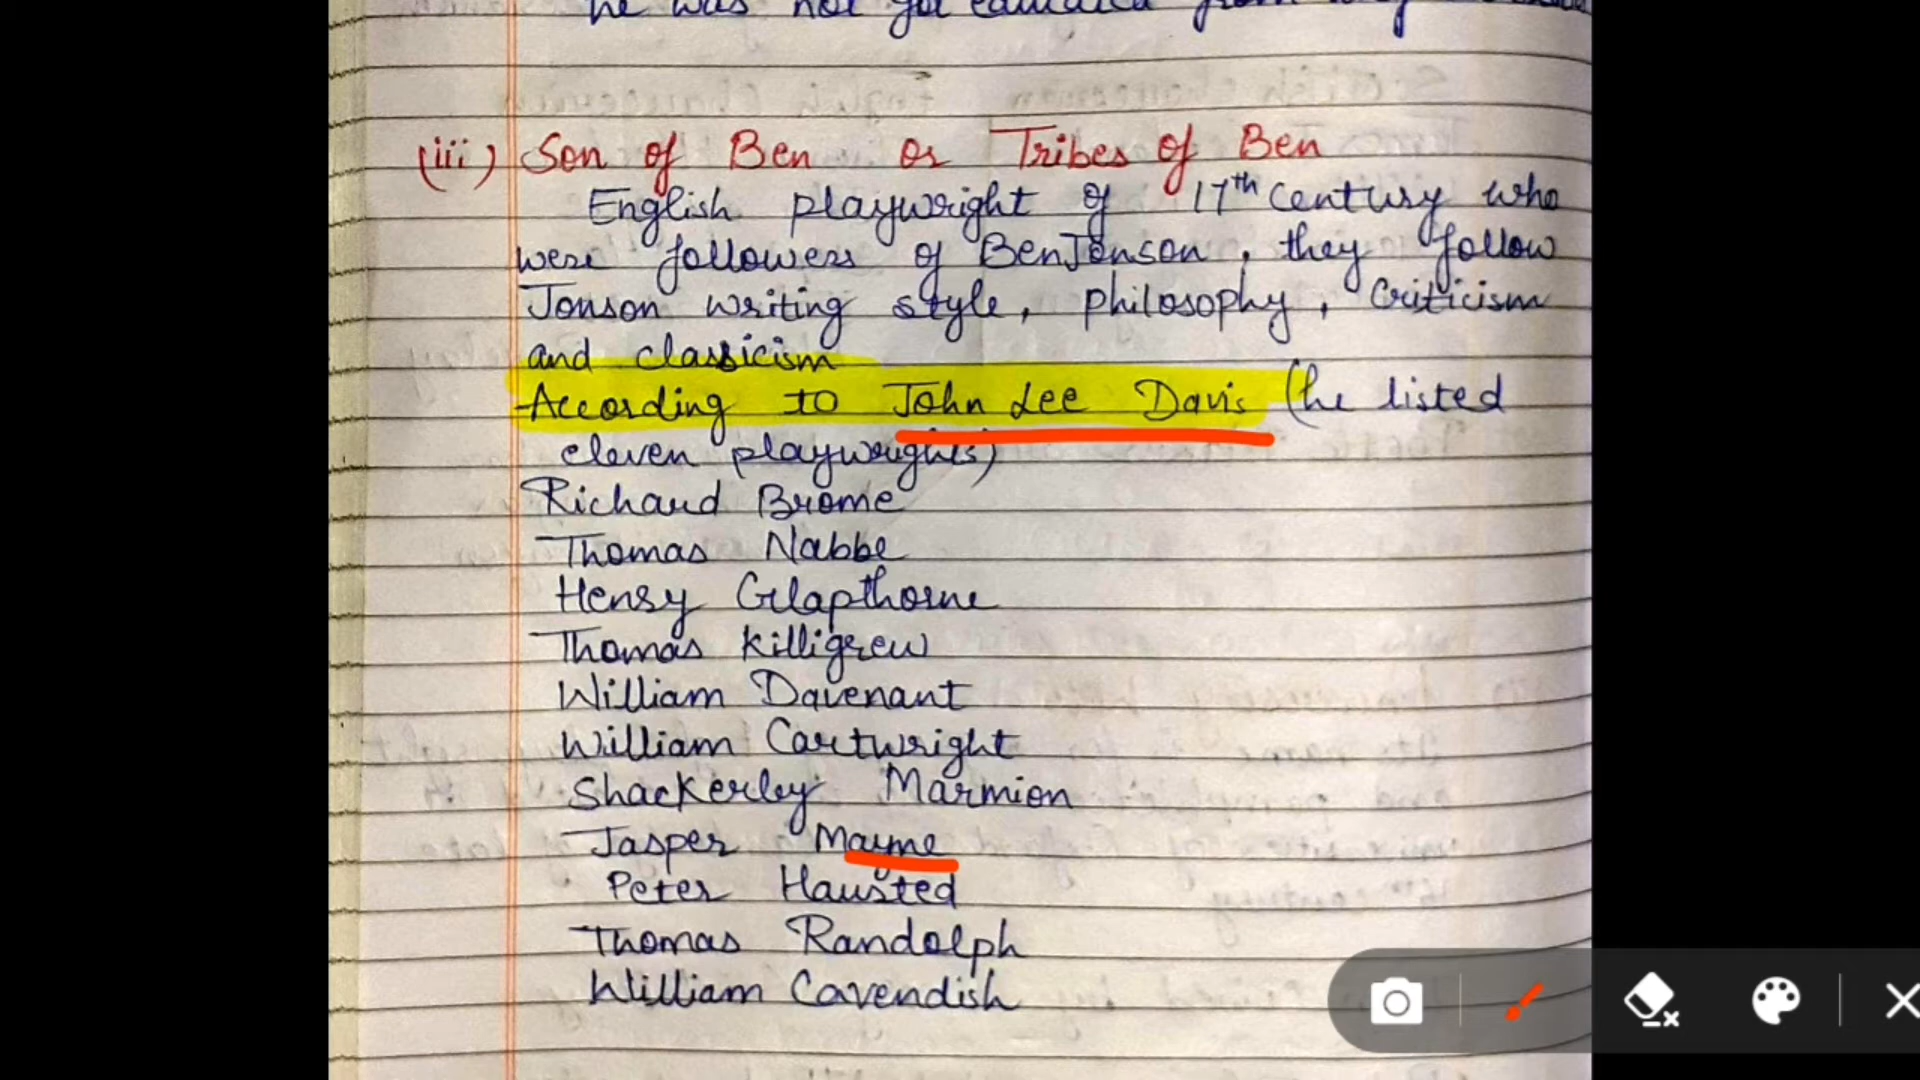 he was not
(iii) Son of Ben or Tribes of Ben
English playwright of 17th Century who
were followers of BenJonson, they follow
Jonson writing style, philosophy, Criticism
and classicism
According to John Lee Davis (he listed
eleven playwrights)
Richard Brome
Thomas Nabbe
Henry Glapthorne
Thomas Killigrew
William Davenant
William Cartwright
Shackerley Marmion
Jasper Mayne
Peter Hausted
Thomas Randolph
William Cavendish